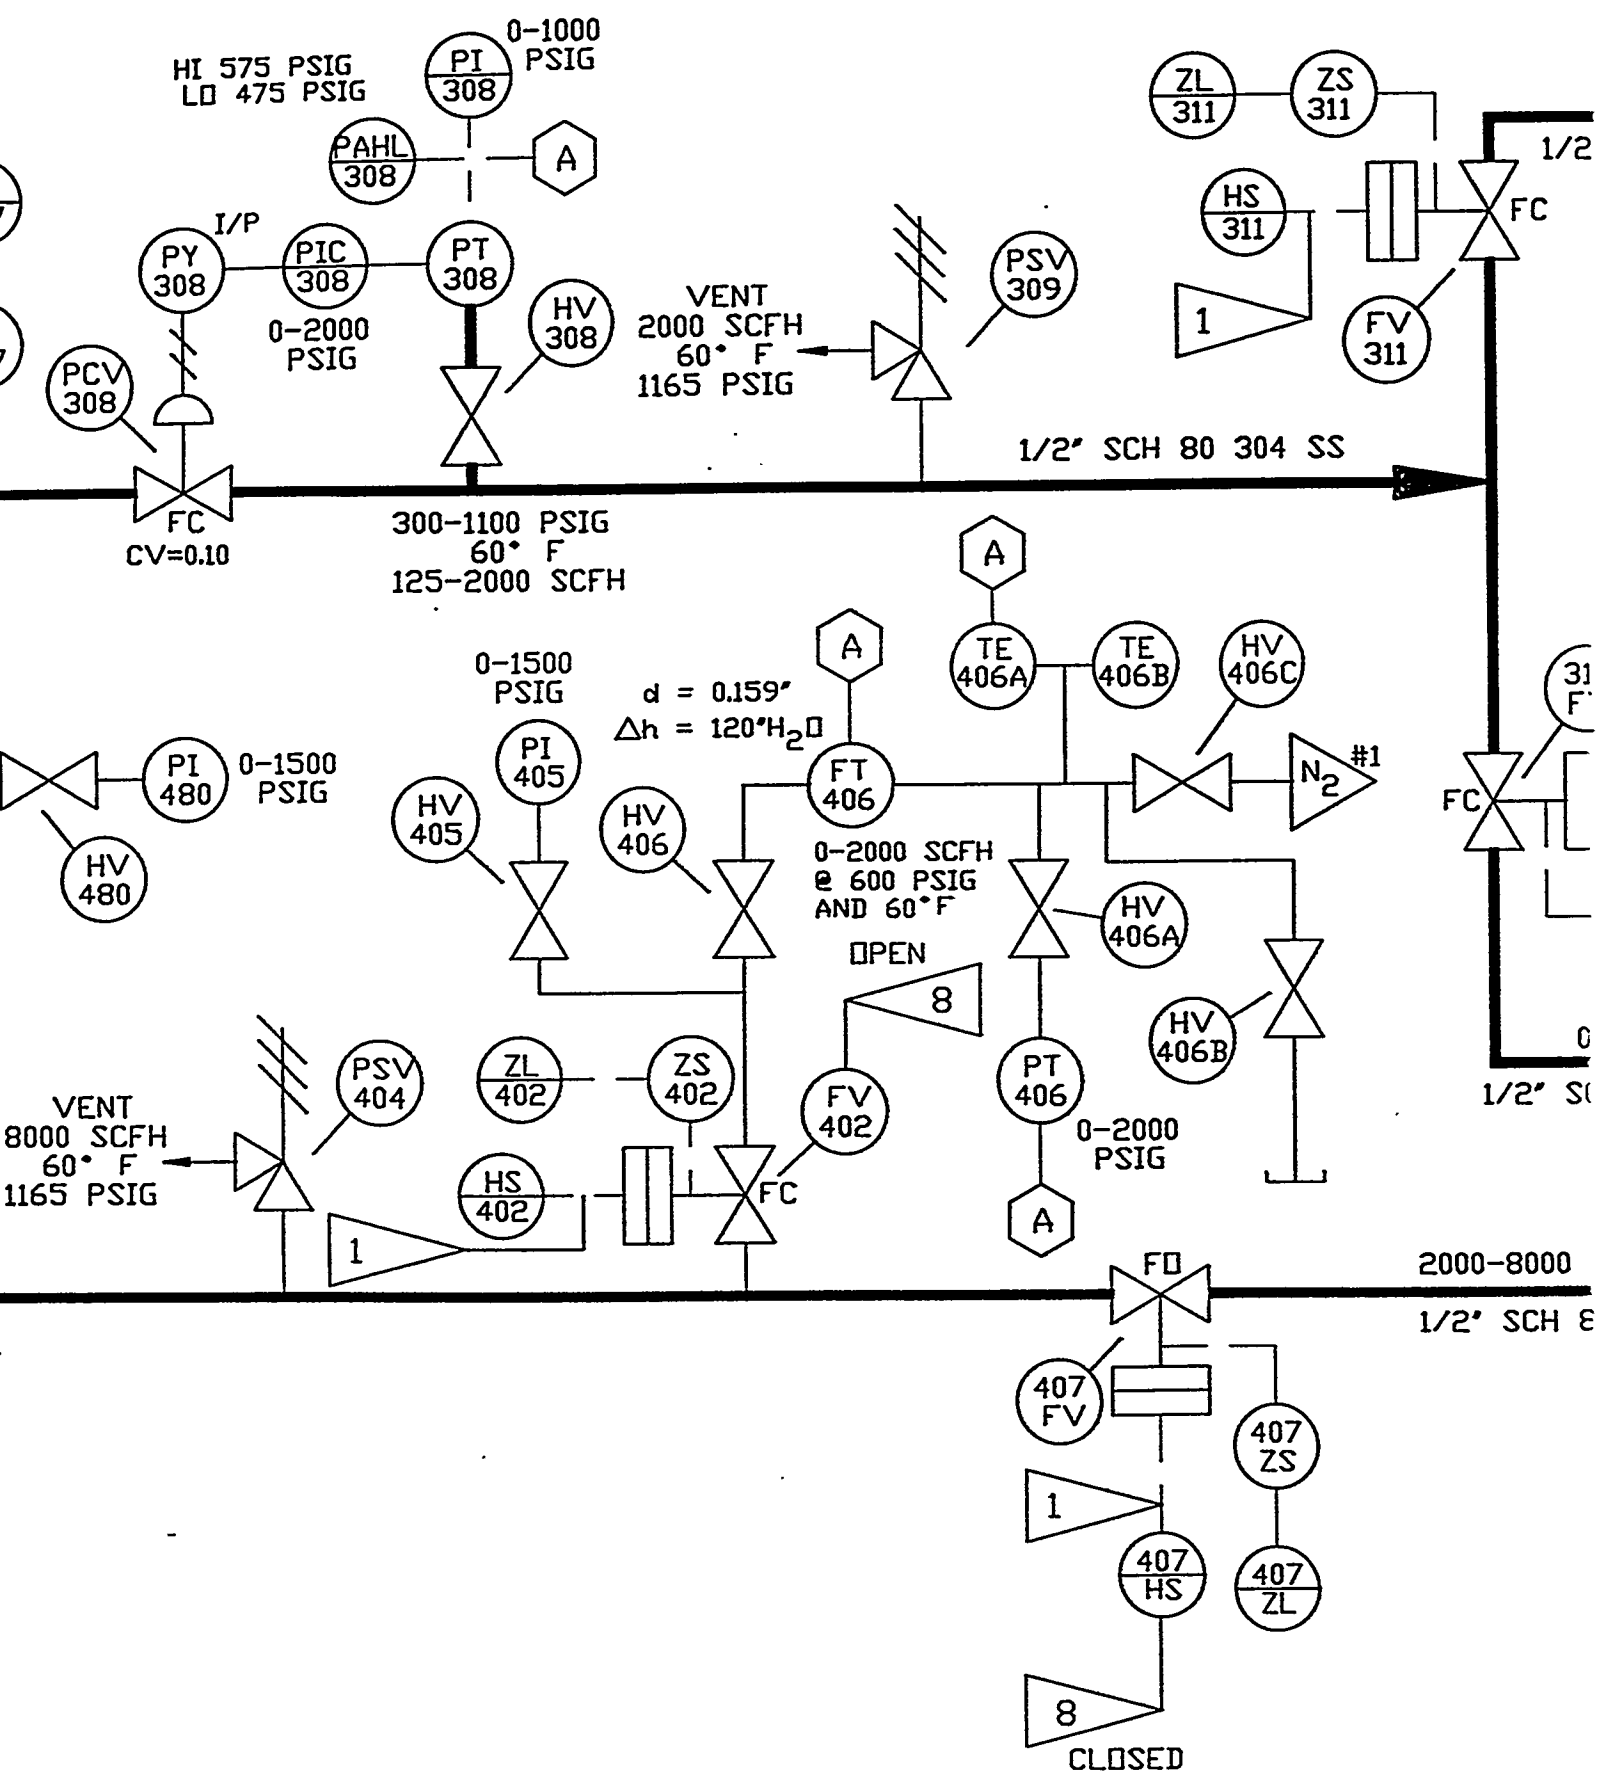 HI 575 PSIG
LO 475 PSIG
PI
308
0-1000
PSIG
PAHL
308
A
ZL
311
ZS
311
1/2
HS
311
FC
1
FV
311
I/P
PY
308
PIC
308
PT
308
0-2000
PSIG
HV
308
PCV
308
FC
CV=0.10
VENT
2000 SCFH
60° F
1165 PSIG
PSV
309
1/2" SCH 80 304 SS
300-1100 PSIG
60° F
125-2000 SCFH
A
A
TE
406A
TE
406B
HV
406C
0-1500
PSIG
d = 0.159"
Δh = 120"H2O
PI
405
FT
406
N2
#1
FC
PI
480
0-1500
PSIG
HV
480
HV
405
HV
406
0-2000 SCFH
@ 600 PSIG
AND 60°F
HV
406A
OPEN
8
HV
406B
PT
406
0-2000
PSIG
A
1/2"
VENT
8000 SCFH
60° F
1165 PSIG
PSV
404
ZL
402
ZS
402
FV
402
HS
402
FC
1
FO
2000-8000
1/2" SCH
407
FV
407
ZS
1
407
HS
407
ZL
8
CLOSED